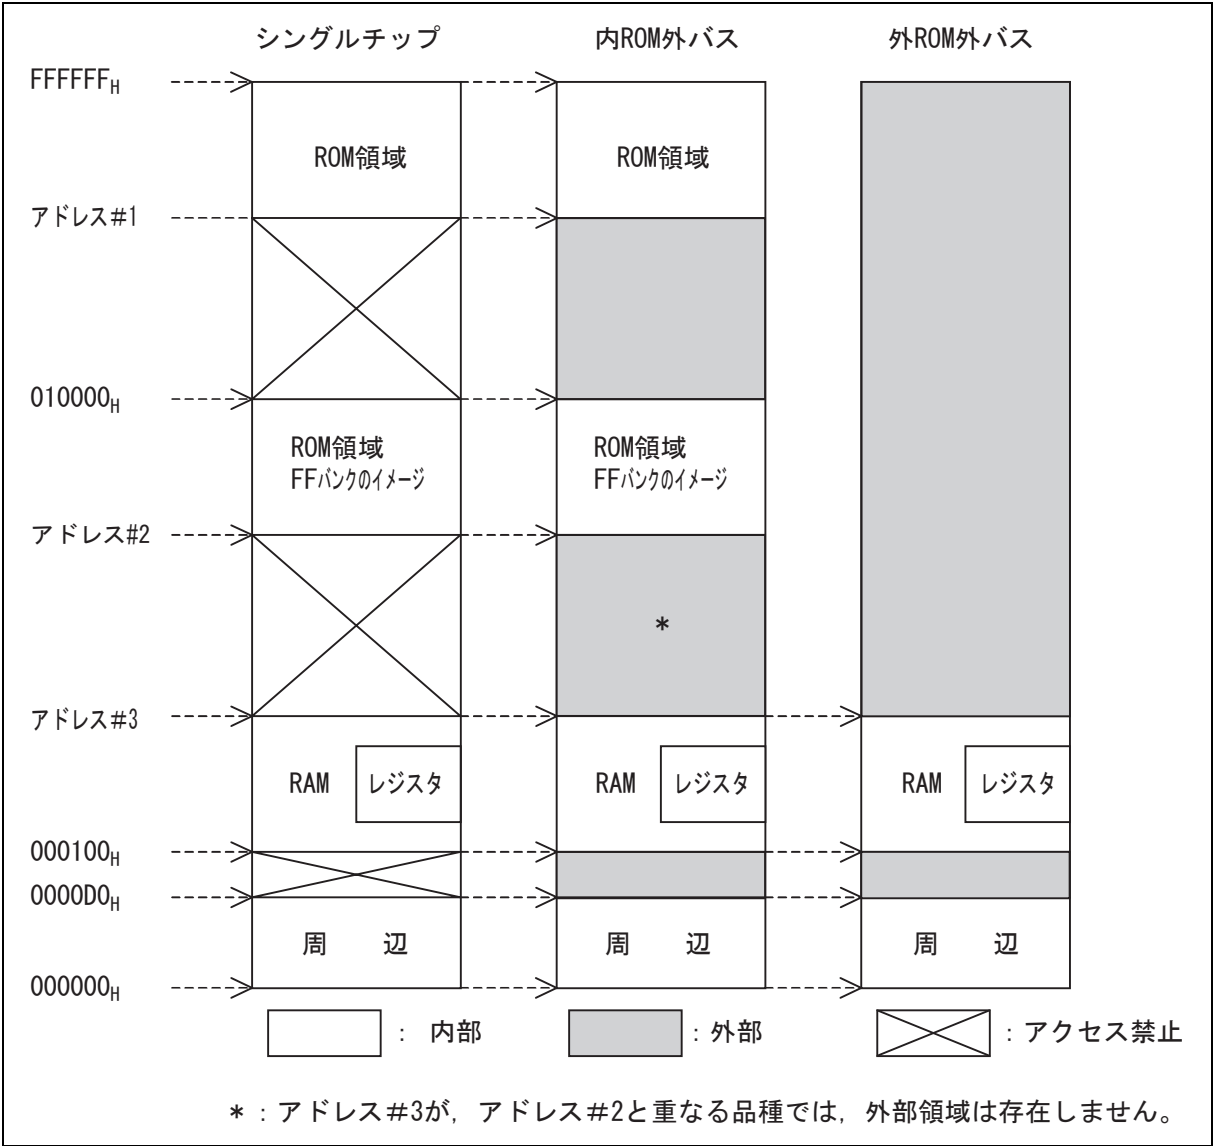 シングルチップ 内ROM外バス 外ROM外バス
FFFFFFH
ROM領域 ROM領域
アドレス#1
010000H
ROM領域 ROM領域
FFバンクのイメージ FFバンクのイメージ
アドレス#2
*
アドレス#3
RAM レジスタ RAM レジスタ RAM レジスタ
000100H
0000D0H
周 辺 周 辺 周 辺
000000H
: 内部 : 外部 : アクセス禁止
* : アドレス#3が, アドレス#2と重なる品種では, 外部領域は存在しません。